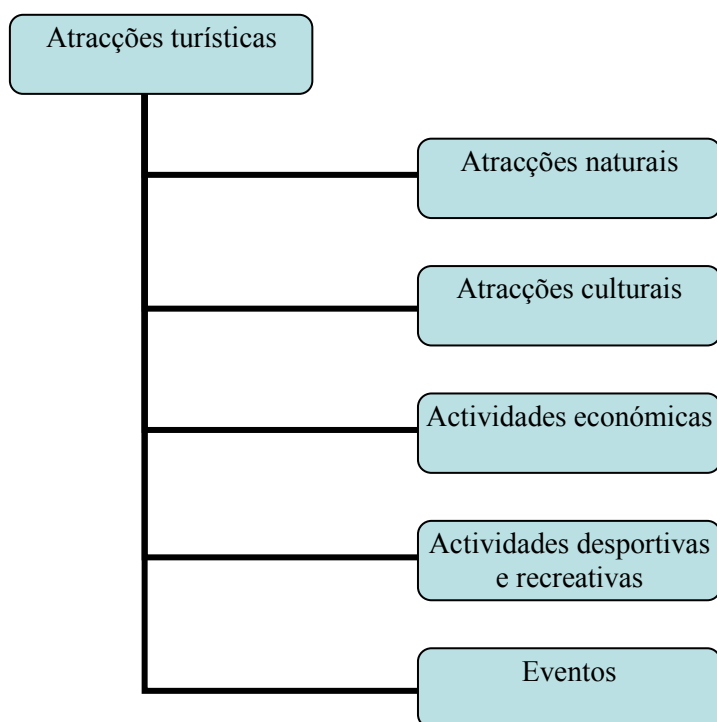 Atracções turísticas
Atracções naturais
Atracções culturais
Actividades económicas
Actividades desportivas
e recreativas
Eventos